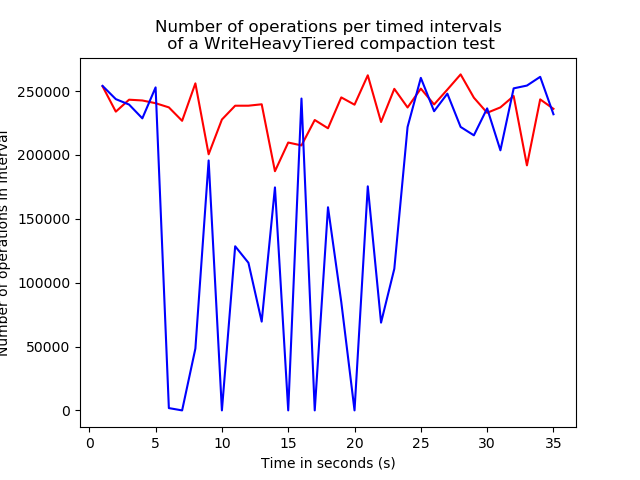 Number of operations per timed intervals
of a WriteHeavyTiered compaction test
Number of operations in interval
250000
200000
150000
100000
50000
0
0 5 10 15 20 25 30 35
Time in seconds (s)